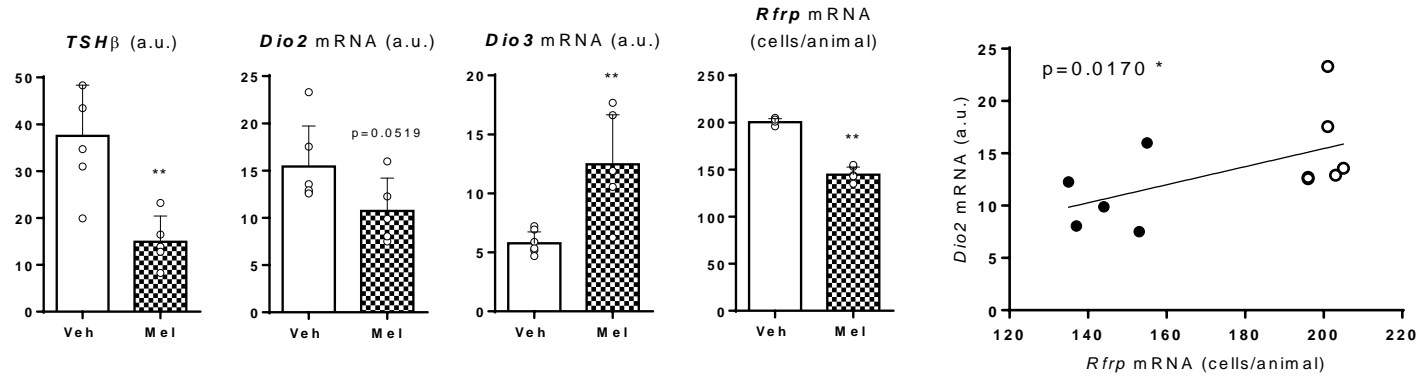 TSHβ (a.u.)
50
40
30
20
10
0
**
Veh
Mel
Dio2 mRNA (a.u.)
25
20
15
10
5
0
p=0.0519
Veh
Mel
Dio3 mRNA (a.u.)
20
15
10
5
0
**
Veh
Mel
Rfrp mRNA
(cells/animal)
250
200
150
100
50
0
**
Veh
Mel
p=0.0170 *
Dio2 mRNA (a.u.)
25
20
15
10
5
0
120
140
160
180
200
220
Rfrp mRNA (cells/animal)